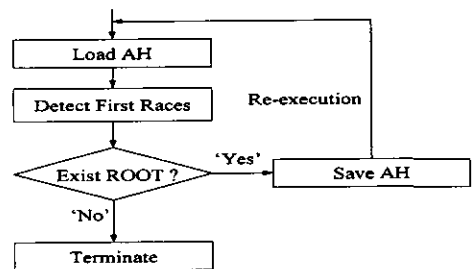 Load AH
Detect First Races
Re-execution
Exist ROOT ?
'Yes'
Save AH
'No'
Terminate